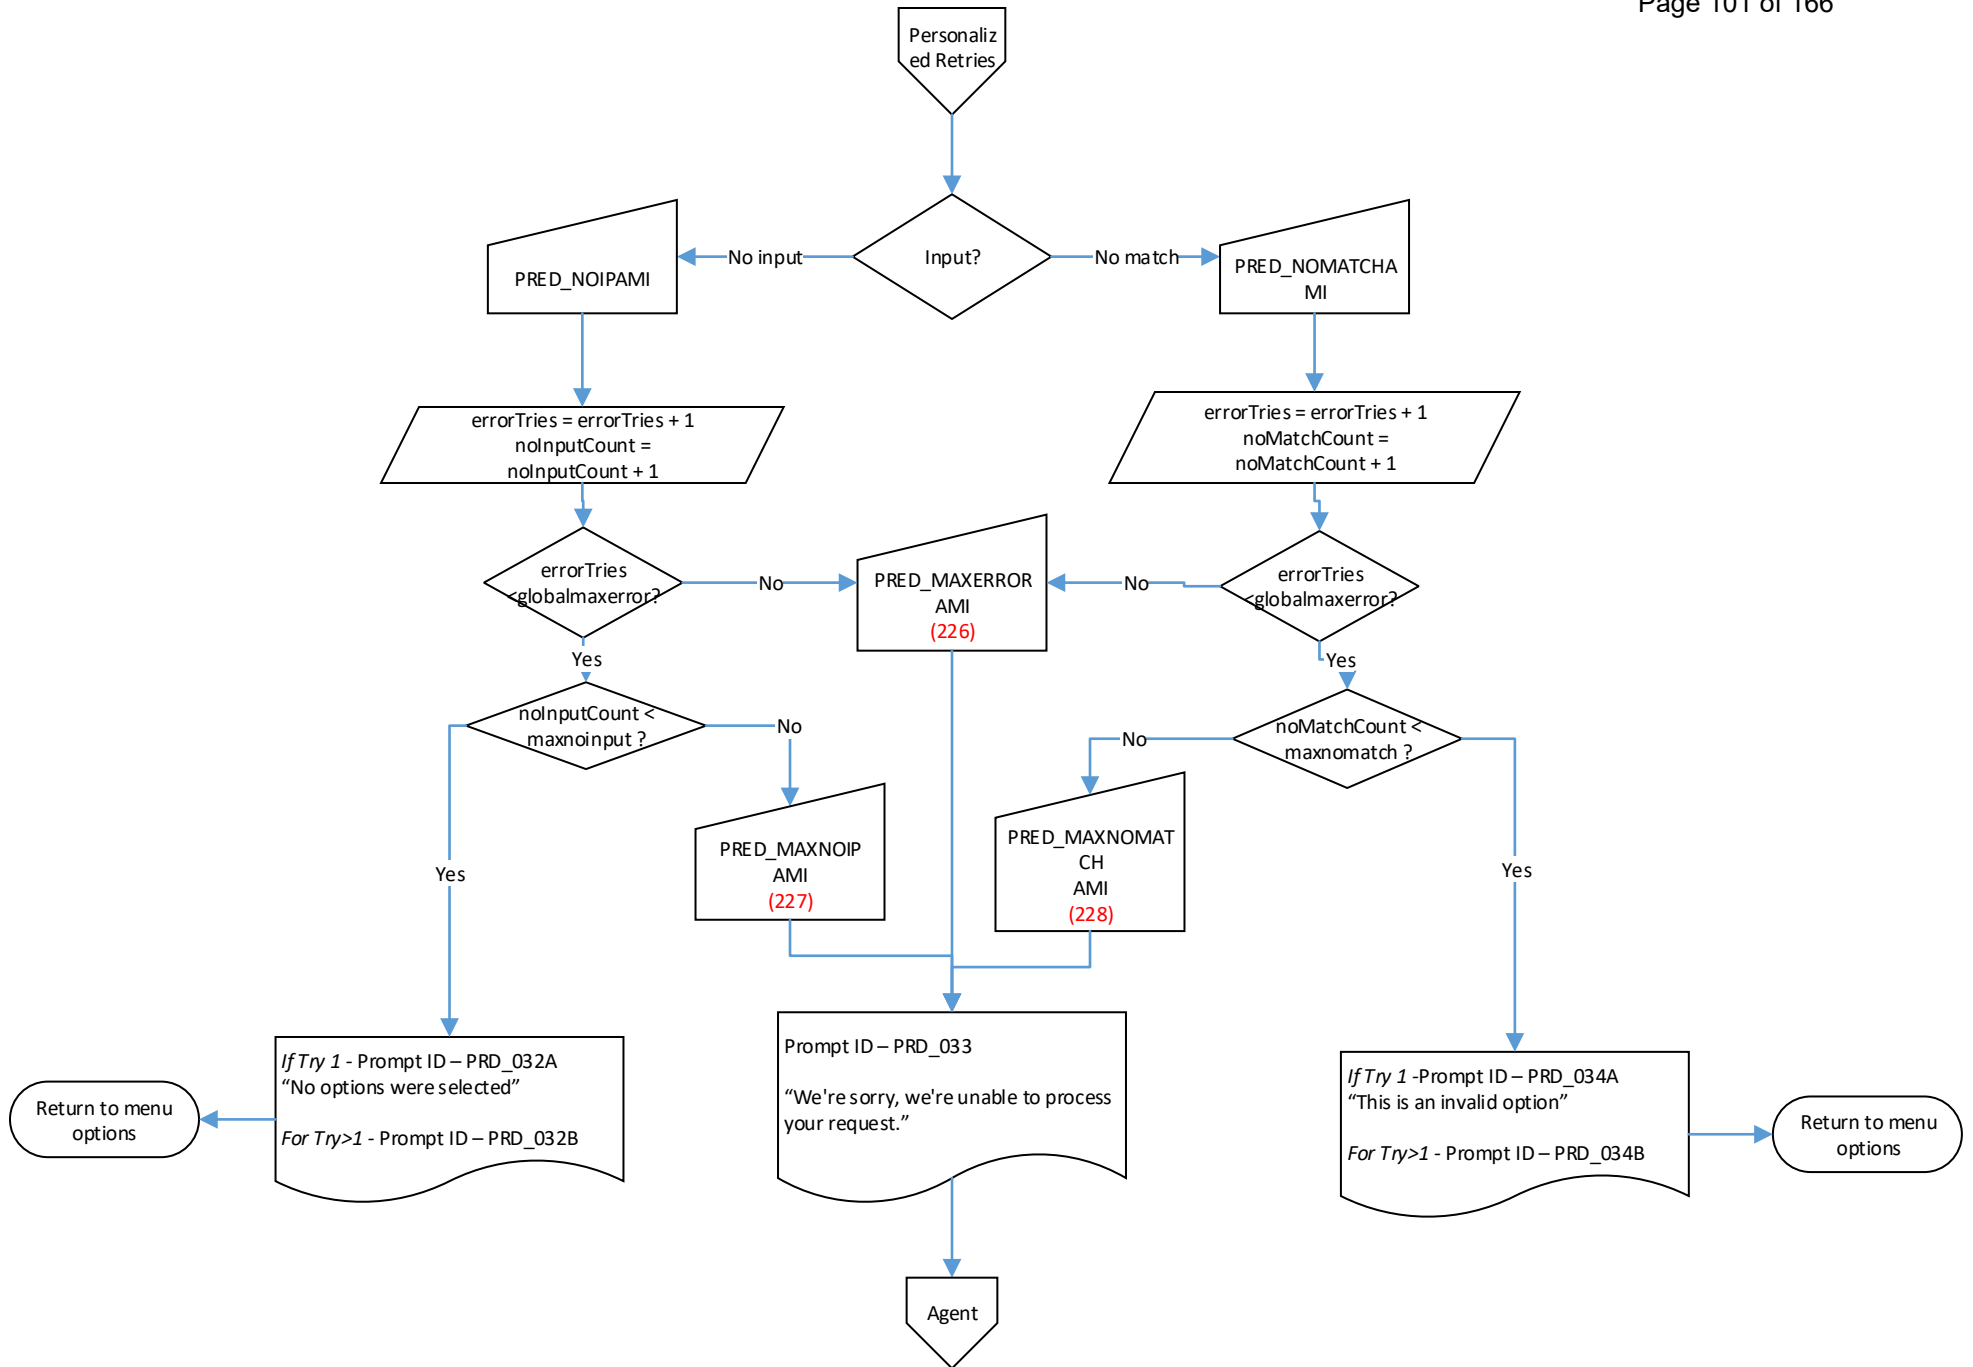 Page 101 of 166
Personaliz
ed Retries
Input?
No input
No match
PRED_NOIPAMI
PRED_NOMATCHA
MI
errorTries = errorTries + 1
noInputCount =
noInputCount + 1
errorTries = errorTries + 1
noMatchCount =
noMatchCount + 1
errorTries
<globalmaxerror?
No
PRED_MAXERROR
AMI
(226)
No
errorTries
<globalmaxerror?
Yes
Yes
noInputCount <
maxnoinput ?
No
No
noMatchCount <
maxnomatch ?
PRED_MAXNOIP
AMI
(227)
PRED_MAXNOMAT
CH
AMI
(228)
Yes
Yes
Return to menu
options
If Try 1 - Prompt ID – PRD_032A
“No options were selected”
For Try>1 - Prompt ID – PRD_032B
Prompt ID – PRD_033
“We're sorry, we're unable to process
your request.”
If Try 1 -Prompt ID – PRD_034A
“This is an invalid option”
For Try>1 - Prompt ID – PRD_034B
Return to menu
options
Agent